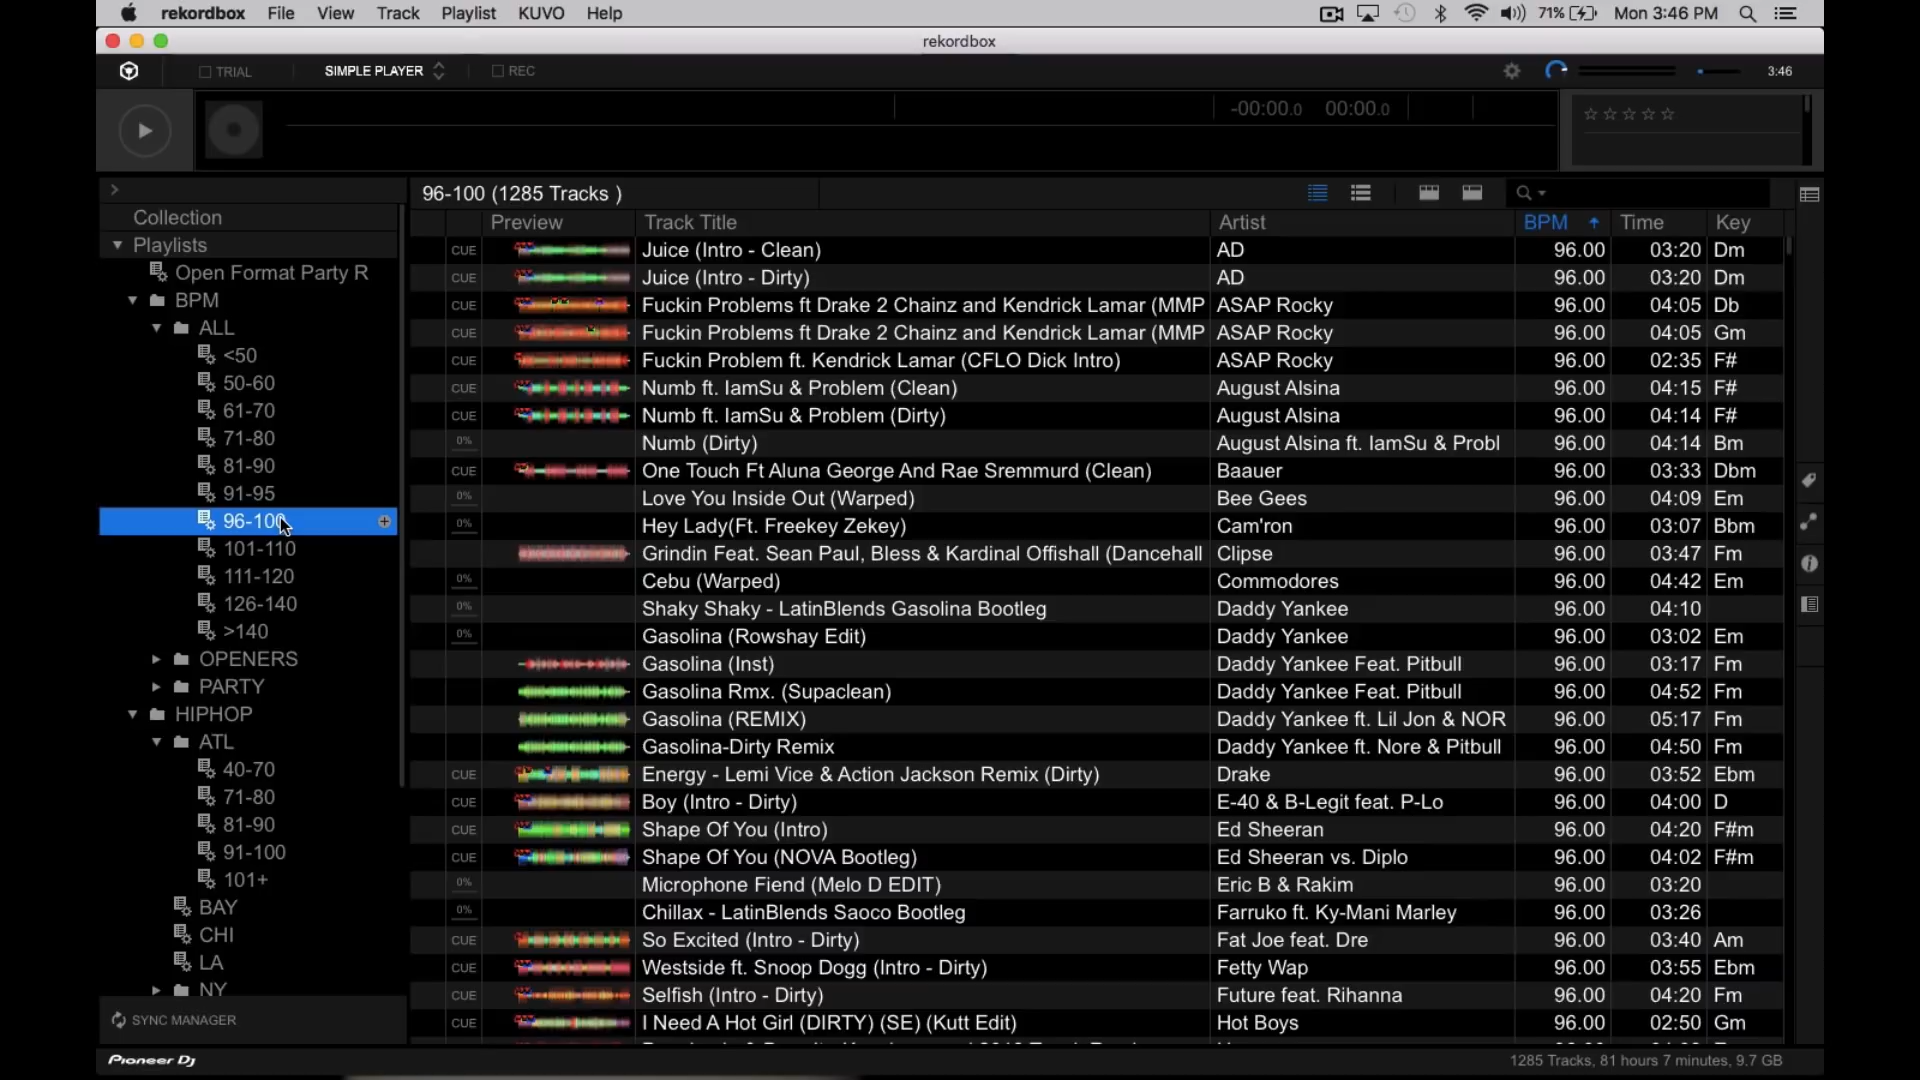 rekordbox File View Track Playlist KUVO Help 71% Mon 3:46 PM
rekordbox
TRIAL SIMPLE PLAYER REC 3:46
-00:00.0 00:00.0
96-100 (1285 Tracks )
Collection
Playlists
Open Format Party R
BPM
ALL
<50
50-60
61-70
71-80
81-90
91-95
96-100
101-110
111-120
126-140
>140
OPENERS
PARTY
HIPHOP
ATL
40-70
71-80
81-90
91-100
101+
BAY
CHI
LA
NY
SYNC MANAGER
Preview Track Title Artist BPM Time Key
CUE Juice (Intro - Clean) AD 96.00 03:20 Dm
CUE Juice (Intro - Dirty) AD 96.00 03:20 Dm
CUE Fuckin Problems ft Drake 2 Chainz and Kendrick Lamar (MMP ASAP Rocky 96.00 04:05 Db
CUE Fuckin Problems ft Drake 2 Chainz and Kendrick Lamar (MMP ASAP Rocky 96.00 04:05 Gm
CUE Fuckin Problem ft. Kendrick Lamar (CFLO Dick Intro) ASAP Rocky 96.00 02:35 F#
CUE Numb ft. IamSu & Problem (Clean) August Alsina 96.00 04:15 F#
CUE Numb ft. IamSu & Problem (Dirty) August Alsina 96.00 04:14 F#
0% Numb (Dirty) August Alsina ft. IamSu & Probl 96.00 04:14 Bm
CUE One Touch Ft Aluna George And Rae Sremmurd (Clean) Baauer 96.00 03:33 Dbm
0% Love You Inside Out (Warped) Bee Gees 96.00 04:09 Em
0% Hey Lady(Ft. Freekey Zekey) Cam'ron 96.00 03:07 Bbm
Grindin Feat. Sean Paul, Bless & Kardinal Offishall (Dancehall Clipse 96.00 03:47 Fm
0% Cebu (Warped) Commodores 96.00 04:42 Em
0% Shaky Shaky - LatinBlends Gasolina Bootleg Daddy Yankee 96.00 04:10
0% Gasolina (Rowshay Edit) Daddy Yankee 96.00 03:02 Em
Gasolina (Inst) Daddy Yankee Feat. Pitbull 96.00 03:17 Fm
Gasolina Rmx. (Supaclean) Daddy Yankee Feat. Pitbull 96.00 04:52 Fm
Gasolina (REMIX) Daddy Yankee ft. Lil Jon & NOR 96.00 05:17 Fm
Gasolina-Dirty Remix Daddy Yankee ft. Nore & Pitbull 96.00 04:50 Fm
CUE Energy - Lemi Vice & Action Jackson Remix (Dirty) Drake 96.00 03:52 Ebm
CUE Boy (Intro - Dirty) E-40 & B-Legit feat. P-Lo 96.00 04:00 D
CUE Shape Of You (Intro) Ed Sheeran 96.00 04:20 F#m
CUE Shape Of You (NOVA Bootleg) Ed Sheeran vs. Diplo 96.00 04:02 F#m
0% Microphone Fiend (Melo D EDIT) Eric B & Rakim 96.00 03:20
0% Chillax - LatinBlends Saoco Bootleg Farruko ft. Ky-Mani Marley 96.00 03:26
CUE So Excited (Intro - Dirty) Fat Joe feat. Dre 96.00 03:40 Am
CUE Westside ft. Snoop Dogg (Intro - Dirty) Fetty Wap 96.00 03:55 Ebm
CUE Selfish (Intro - Dirty) Future feat. Rihanna 96.00 04:20 Fm
CUE I Need A Hot Girl (DIRTY) (SE) (Kutt Edit) Hot Boys 96.00 02:50 Gm
Pioneer Dj 1285 Tracks, 81 hours 7 minutes, 9.7 GB